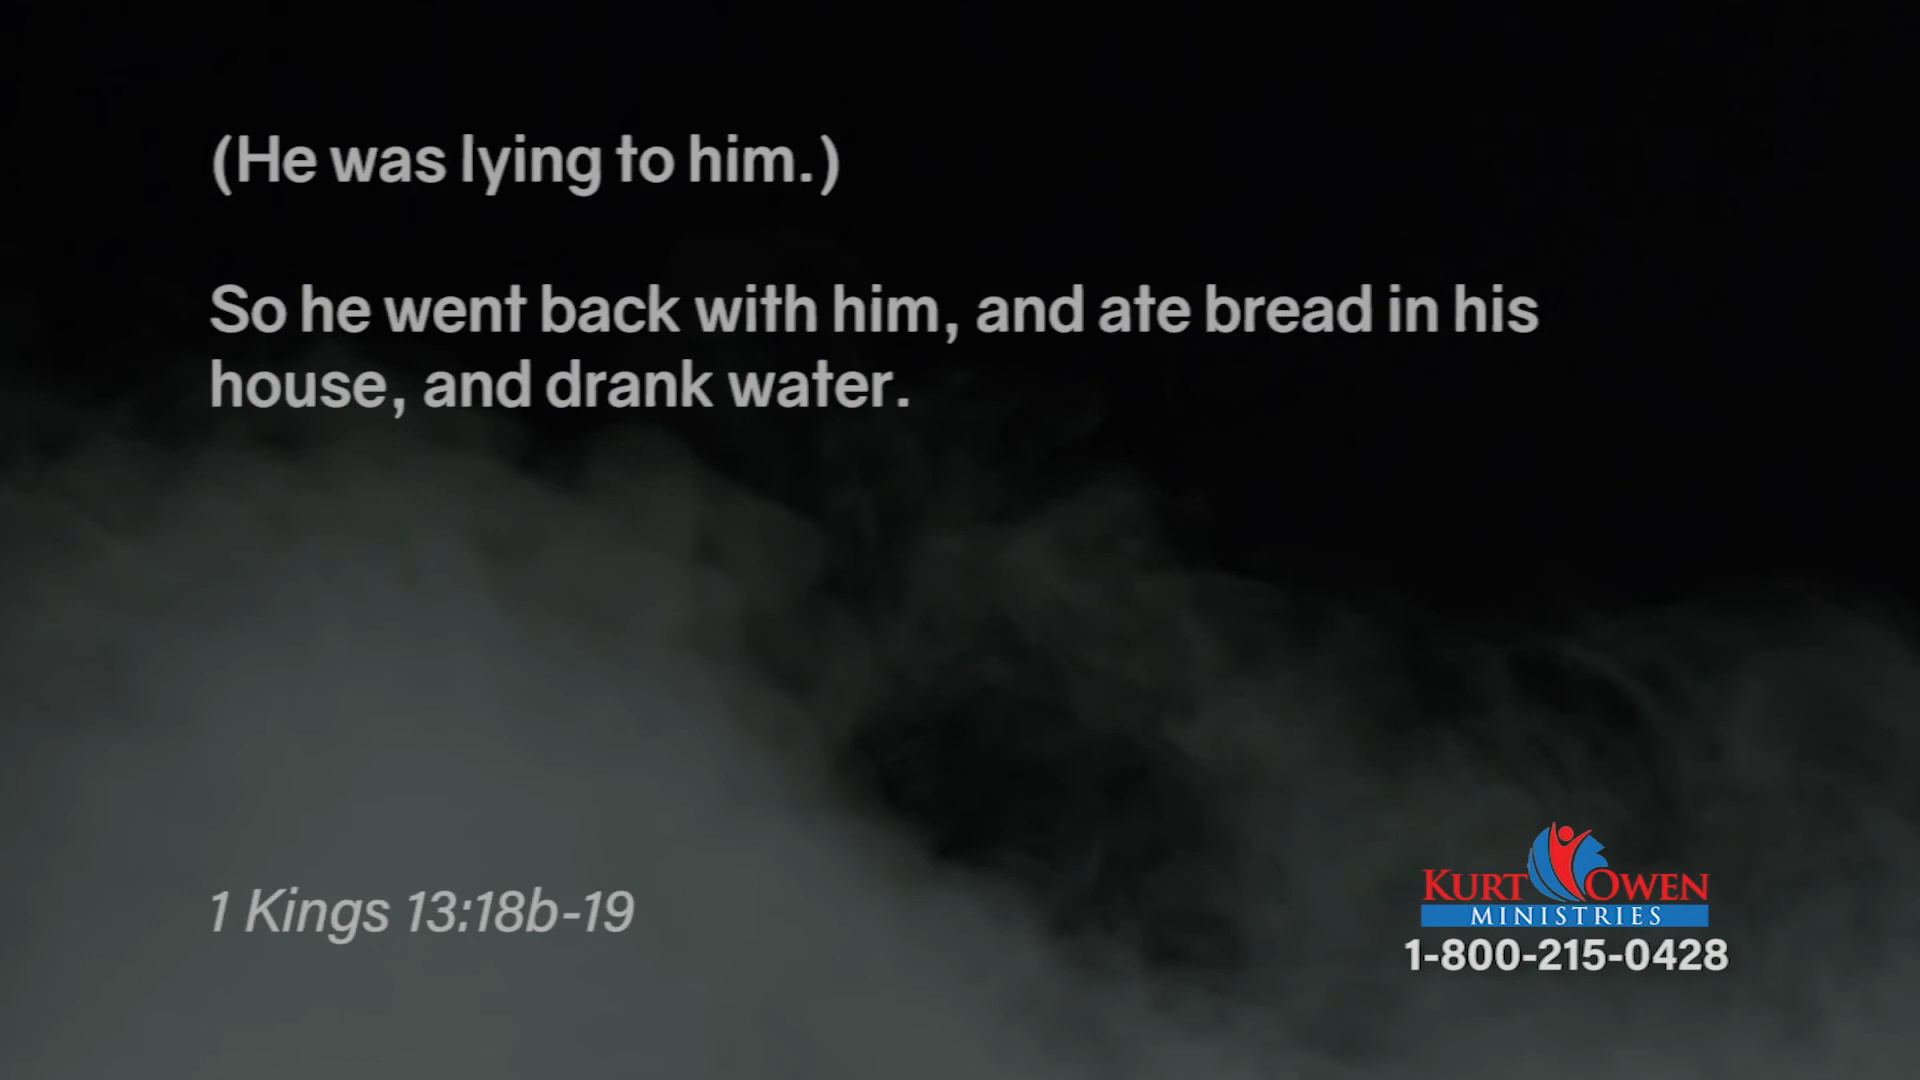 (He was lying to him.)
So he went back with him, and ate bread in his
house, and drank water.
1 Kings 13:18b-19
KURT OWEN
MINISTRIES
1-800-215-0428